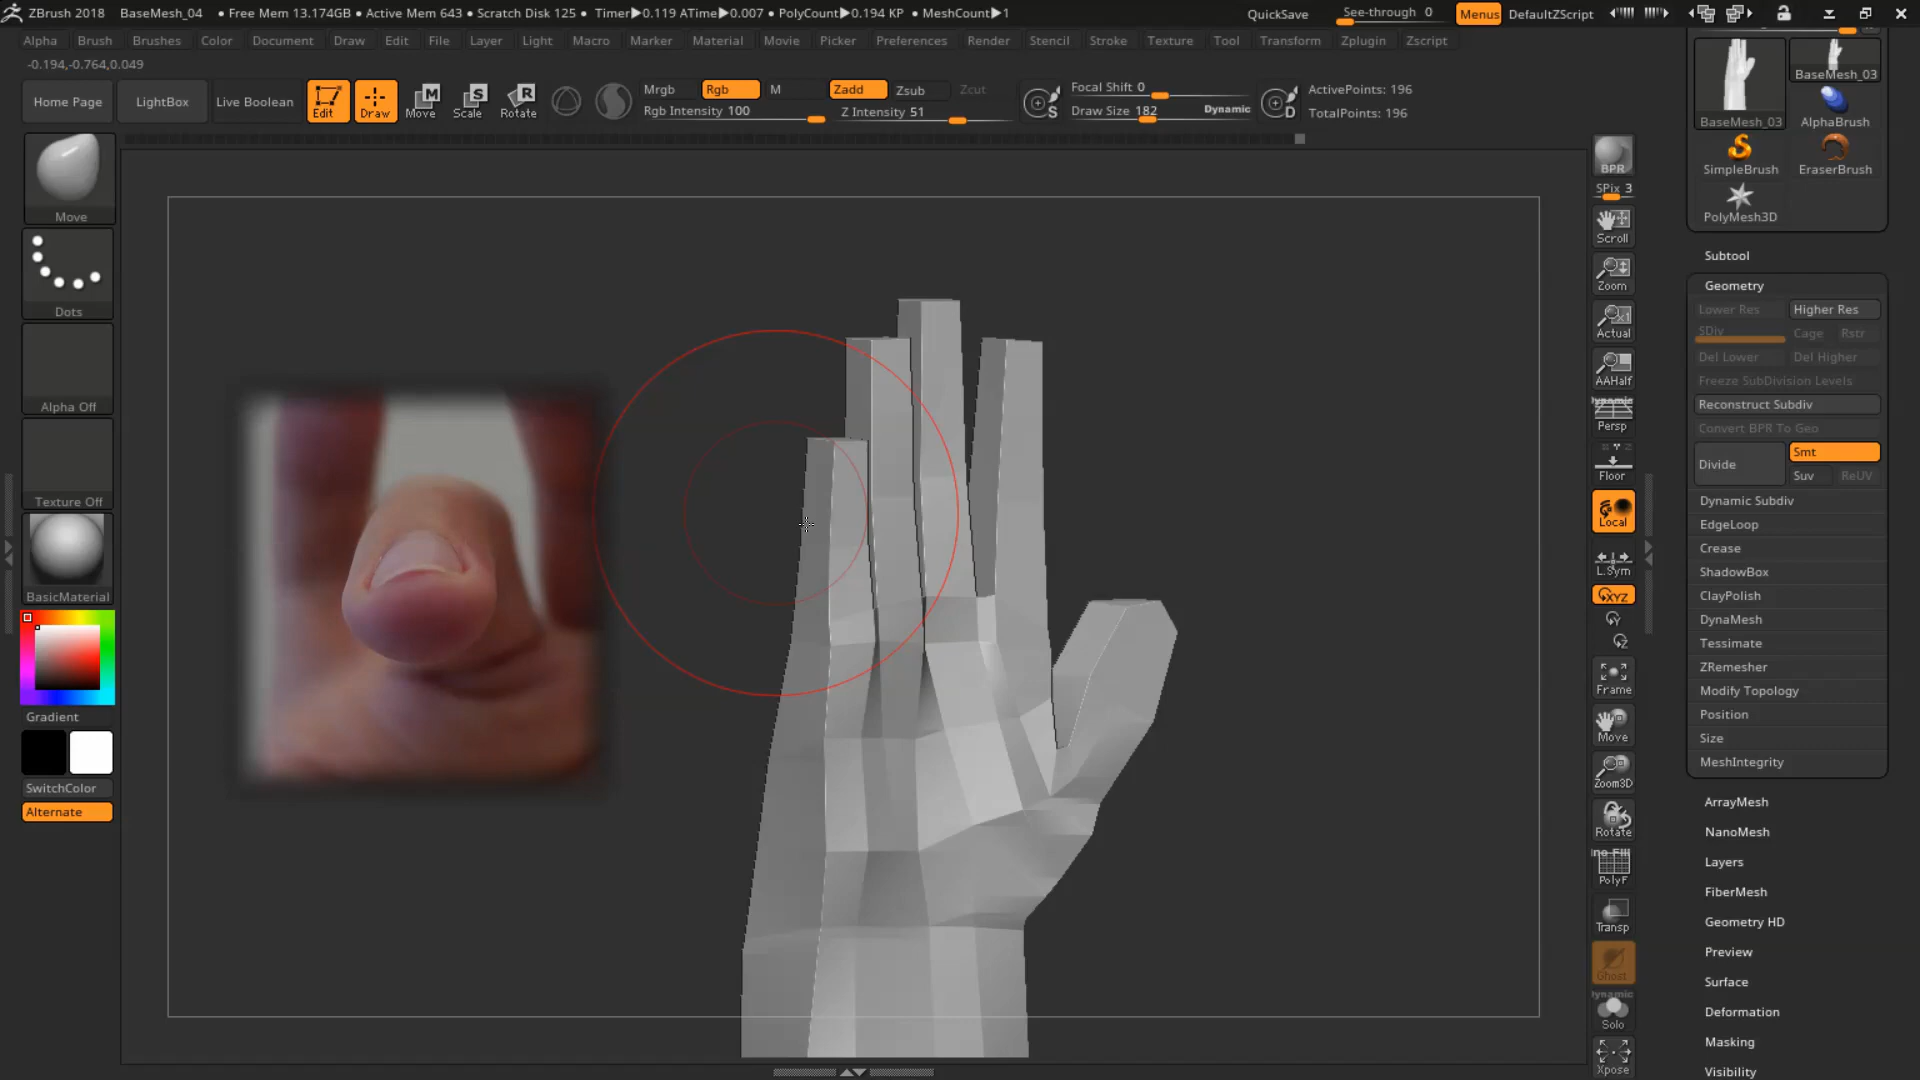 ZBrush 2018 BaseMesh_04 • Free Mem 13.174GB • Active Mem 643 • Scratch Disk 125 • Timer▶0.119 ATime▶0.007 • PolyCount▶0.194 KP • MeshCount▶1 QuickSave See-through 0 Menus DefaultZScript
Alpha Brush Brushes Color Document Draw Edit File Layer Light Macro Marker Material Movie Picker Preferences Render Stencil Stroke Texture Tool Transform Zplugin Zscript
-0.194,-0.764,0.049
Home Page LightBox Live Boolean Edit Draw Move Scale Rotate
Mrgb Rgb M Zadd Zsub Zcut
Rgb Intensity 100 Z Intensity 51
Focal Shift 0
Draw Size 182 Dynamic
ActivePoints: 196
TotalPoints: 196
Move
Dots
Alpha Off
Texture Off
BasicMaterial
Gradient
SwitchColor
Alternate
BPR
SPix 3
Scroll
Zoom
Actual
AAHalf
Dynamic
Persp
Floor
Local
L.Sym
XYZ
Frame
Move
Zoom3D
Rotate
PolyF
Transp
Ghost
Dynamic
Solo
Xpose
BaseMesh_03
BaseMesh_03
AlphaBrush
SimpleBrush EraserBrush
PolyMesh3D
Subtool
Geometry
Lower Res Higher Res
SDiv Cage Rstr
Del Lower Del Higher
Freeze SubDivision Levels
Reconstruct Subdiv
Convert BPR To Geo
Divide Smt
Suv ReUV
Dynamic Subdiv
EdgeLoop
Crease
ShadowBox
ClayPolish
DynaMesh
Tessimate
ZRemesher
Modify Topology
Position
Size
MeshIntegrity
ArrayMesh
NanoMesh
Layers
FiberMesh
Geometry HD
Preview
Surface
Deformation
Masking
Visibility